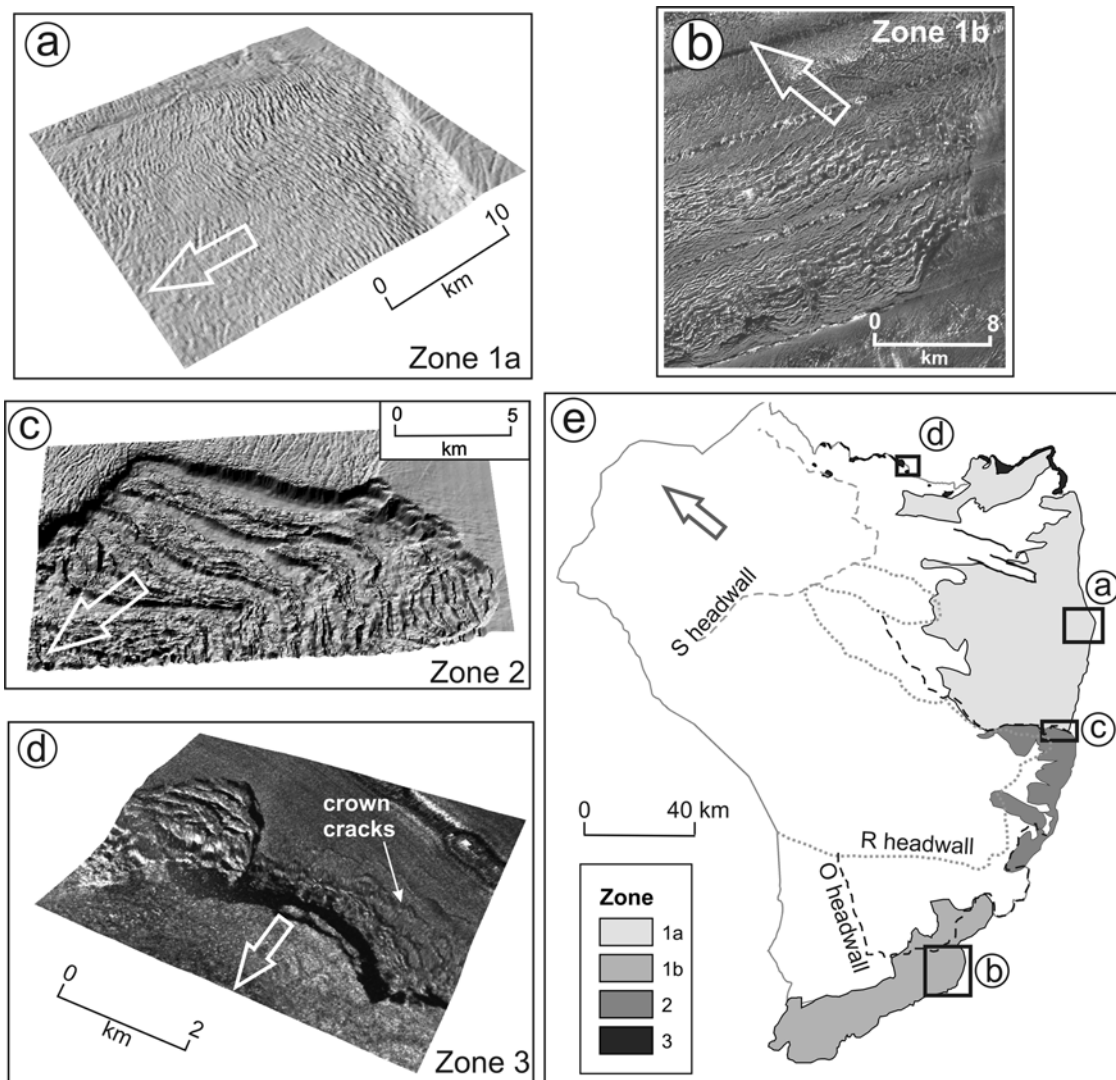 a
0
10
km
Zone 1a
b
Zone 1b
0 8
km
c
0 5
km
Zone 2
d
crown
cracks
0
2
km
Zone 3
e
d
a
c
b
S headwall
R headwall
O headwall
0 40 km
Zone
1a
1b
2
3